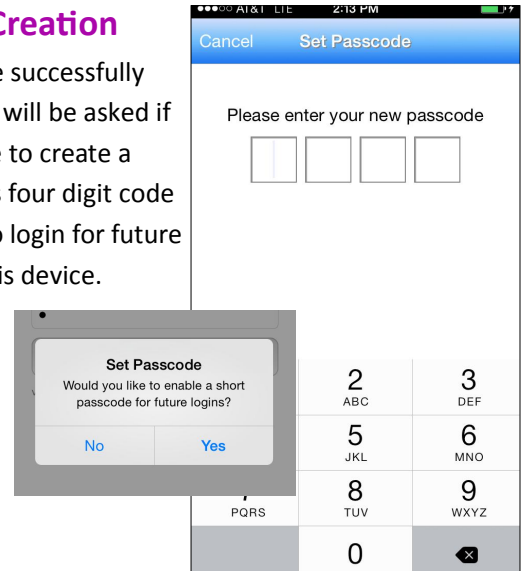 Creation
successfully
will be asked if
to create a
four digit code
login for future
is device.
AT&T LTE 2:13 PM
Cancel Set Passcode
Please enter your new passcode
Set Passcode
Would you like to enable a short
passcode for future logins?
No Yes
2
ABC
3
DEF
5
JKL
6
MNO
PQRS
8
TUV
9
WXYZ
0